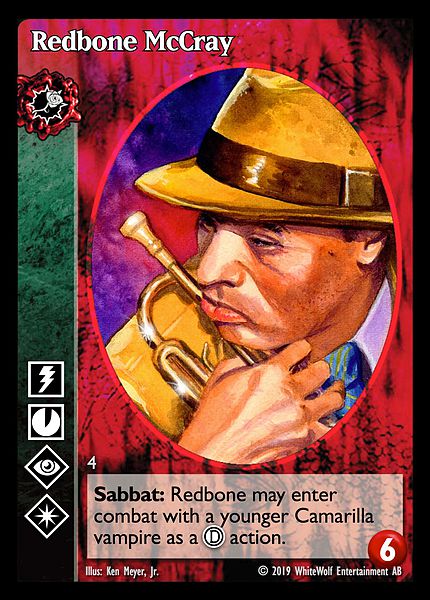 Redbone McCray
4
Sabbat: Redbone may enter
combat with a younger Camarilla
vampire as a D action.
6
Illus: Ken Meyer, Jr. © 2019 WhiteWolf Entertainment AB